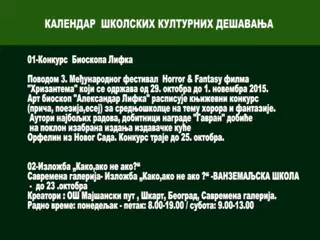 КАЛЕНДАР ШКОЛСКИХ КУЛТУРНИХ ДЕШАВАЊА
01-Конкурс Биоскопа Лифка
Поводом 3. Међународног фестивал Horror & Fantasy филма
"Хризантема" који се одржава од 29. октобра до 1. новембра 2015.
Арт биоскоп "Александар Лифка" расписује књижевни конкурс
(прича, поезија,есеј) за средњошколце на тему хорора и фантазије.
Аутори најбољих радова, добитници награде "Гавран" добиће
на поклон изабрана издања издавачке куће
Орфелин из Новог Сада. Конкурс траје до 25. октобра.
02-Изложба „Како,ако не ако?“
Савремена галерија- Изложба „Како,ако не ако ?“ -ВАНЗЕМАЉСКА ШКОЛА
- до 23 .октобра
Креатори : ОШ Мајшански пут , Шкарт, Београд, Савремена галерија.
Радно време: понедељак - петак: 8.00-19.00 / субота: 9.00-13.00